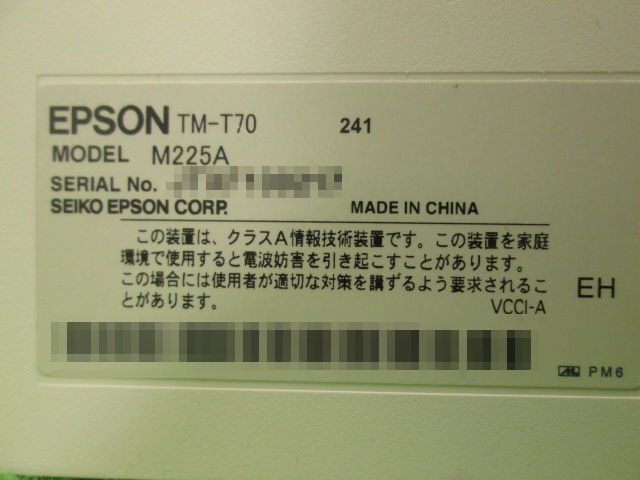 EPSON TM-T70 241
MODEL M225A
SERIAL No.
SEIKO EPSON CORP. MADE IN CHINA
この装置は、クラスA情報技術装置です。この装置を家庭
環境で使用すると電波妨害を引き起こすことがあります。
この場合には使用者が適切な対策を講ずるよう要求されるこ
とがあります。
VCCI-A
EH
PM6